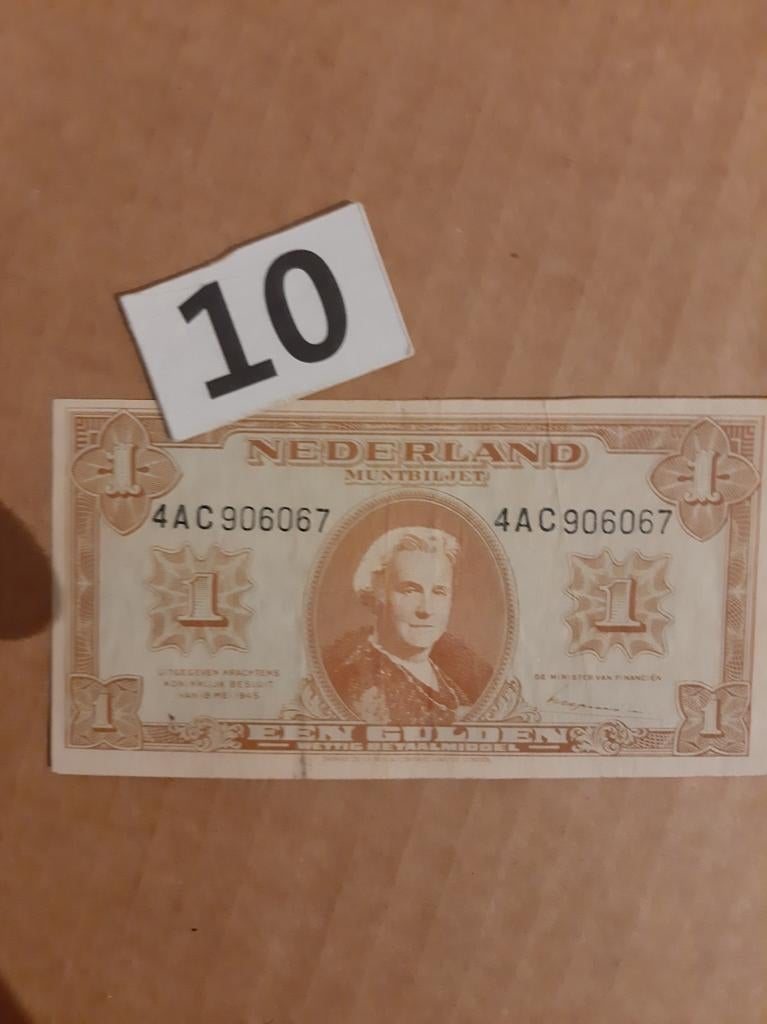 10
NEDERLAND
MUNTBILJET
1 1
4AC906067 4AC906067
1 1
UITGEGEVEN KRACHTENS
KONINKLIJK BESLUIT
VAN 18 MEI 1945
DE MINISTER VAN FINANCIËN
1 1
EEN GULDEN
WETTIG BETAALMIDDEL